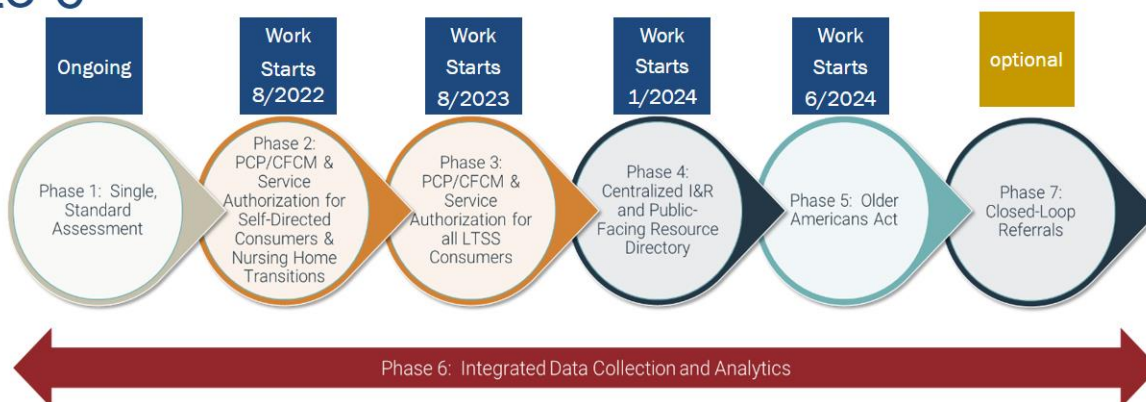 Ongoing
Work
Starts
8/2022
Work
Starts
8/2023
Work
Starts
1/2024
Work
Starts
6/2024
optional
Phase 1: Single,
Standard
Assessment
Phase 2:
PCP/CFCM &
Service
Authorization for
Self-Directed
Consumers &
Nursing Home
Transitions
Phase 3:
PCP/CFCM &
Service
Authorization for
all LTSS
Consumers
Phase 4:
Centralized I&R
and Public-
Facing Resource
Directory
Phase 5: Older
Americans Act
Phase 7:
Closed-Loop
Referrals
Phase 6: Integrated Data Collection and Analytics